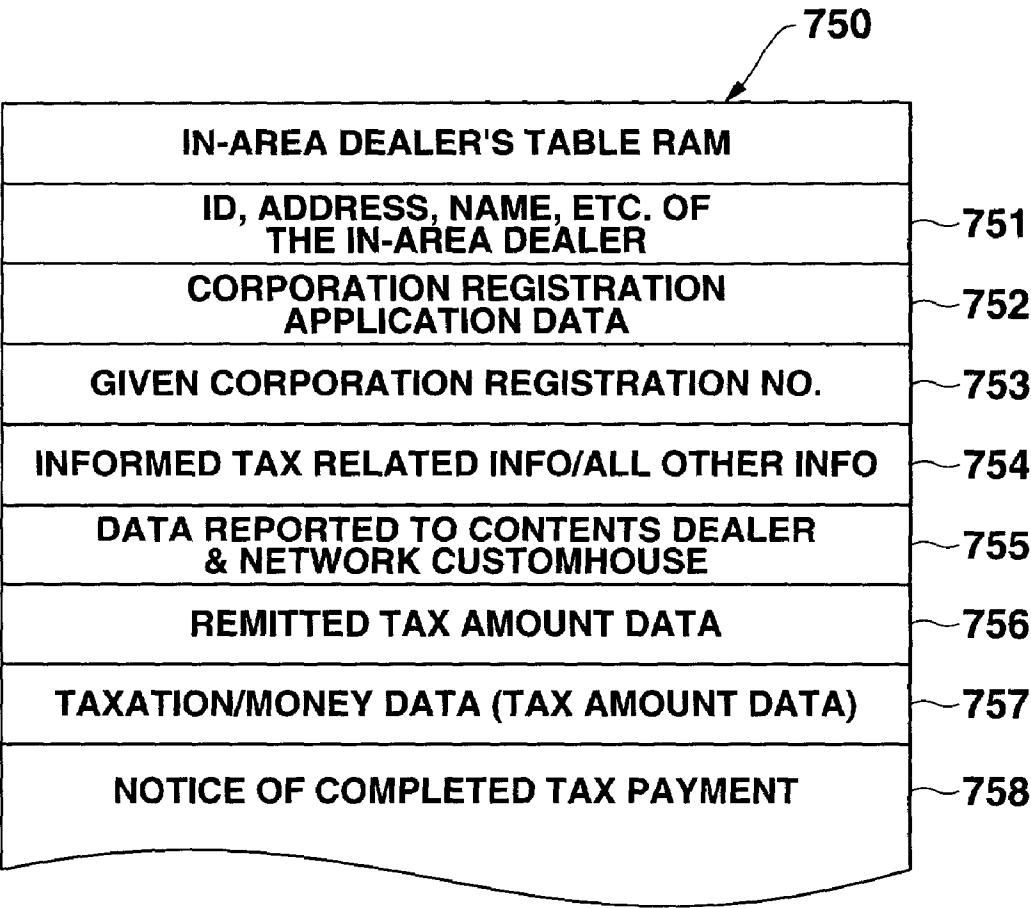 750
IN-AREA DEALER'S TABLE RAM
ID, ADDRESS, NAME, ETC. OF
THE IN-AREA DEALER
751
CORPORATION REGISTRATION
APPLICATION DATA
752
GIVEN CORPORATION REGISTRATION NO.
753
INFORMED TAX RELATED INFO/ALL OTHER INFO
754
DATA REPORTED TO CONTENTS DEALER
& NETWORK CUSTOMHOUSE
755
REMITTED TAX AMOUNT DATA
756
TAXATION/MONEY DATA (TAX AMOUNT DATA)
757
NOTICE OF COMPLETED TAX PAYMENT
758